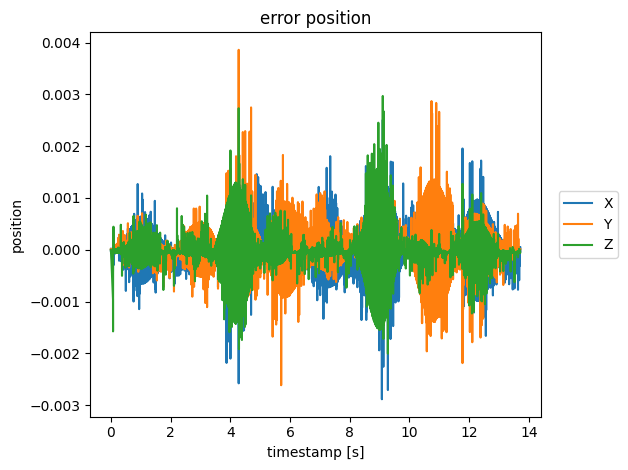 error position
0.004
0.003
0.002
0.001
0.000
−0.001
−0.002
−0.003
position
0 2 4 6 8 10 12 14
timestamp [s]
X
Y
Z